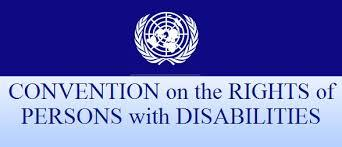 CONVENTION on the RIGHTS of
PERSONS with DISABILITIES